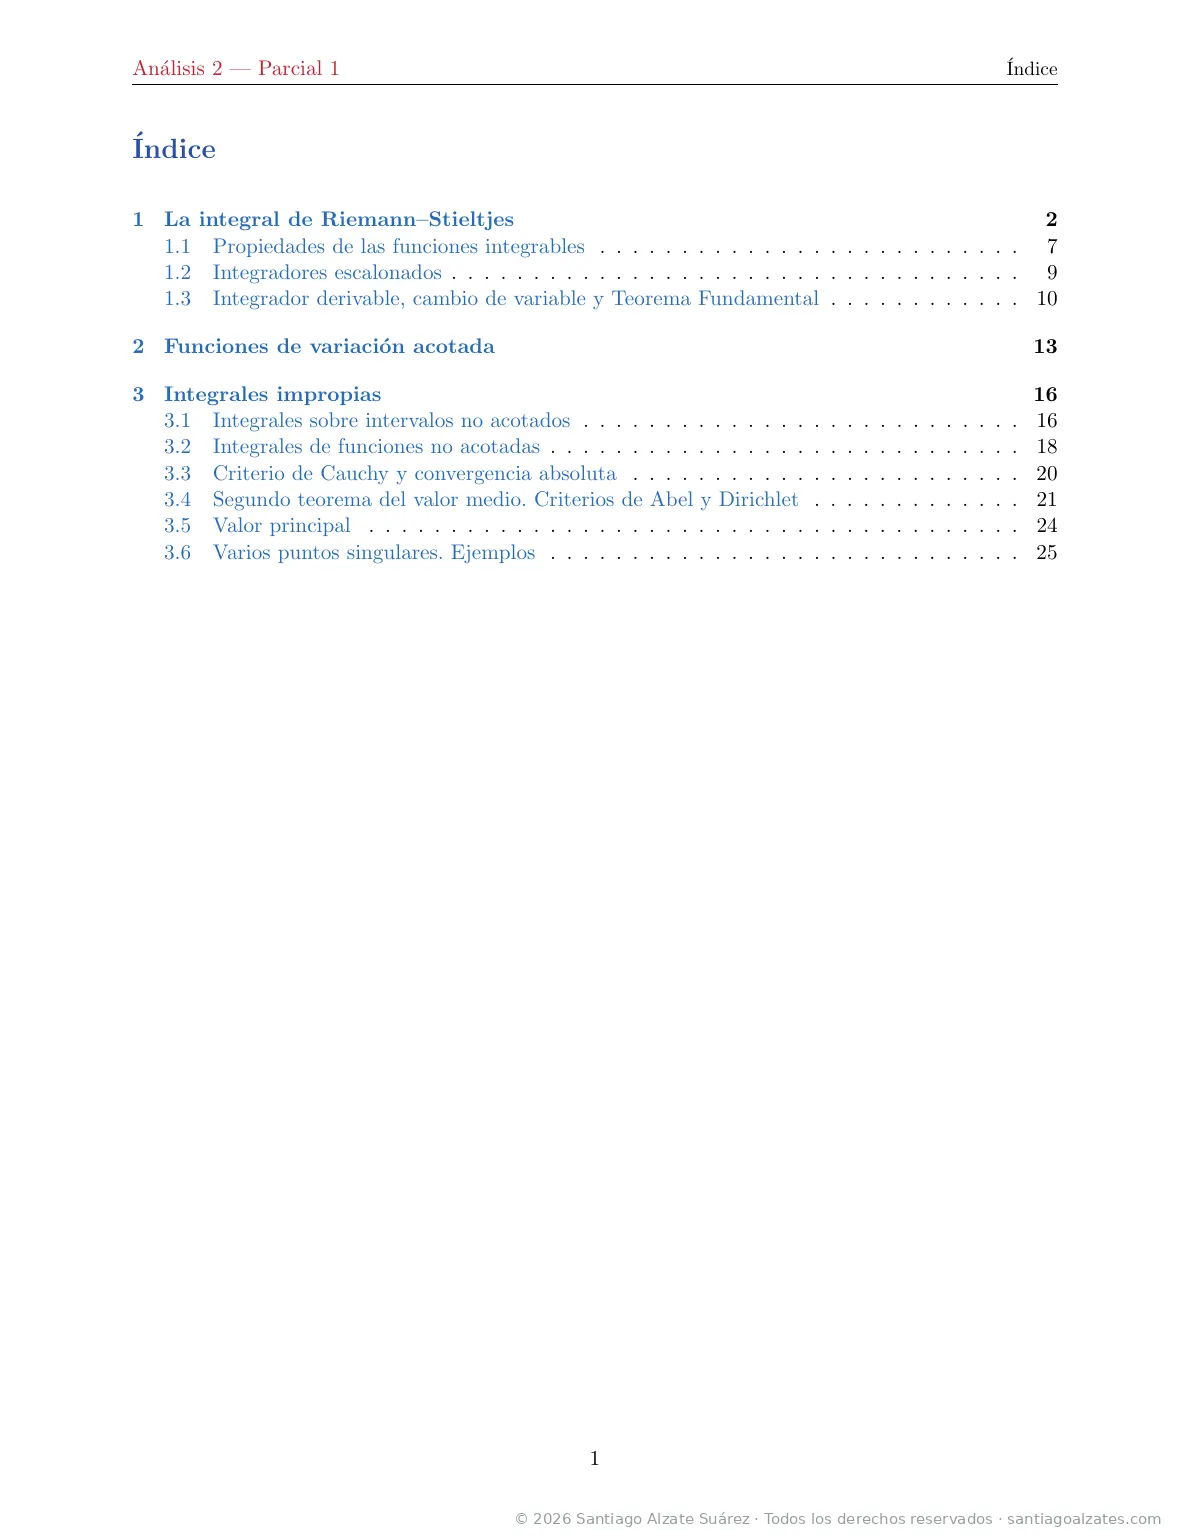 Análisis 2 — Parcial 1 Índice
Índice
1 La integral de Riemann–Stieltjes 2
1.1 Propiedades de las funciones integrables . . . . . . . . . . . . . . . . . . . . . . . . . . 7
1.2 Integradores escalonados . . . . . . . . . . . . . . . . . . . . . . . . . . . . . . . . . . . 9
1.3 Integrador derivable, cambio de variable y Teorema Fundamental . . . . . . . . . . . . 10
2 Funciones de variación acotada 13
3 Integrales impropias 16
3.1 Integrales sobre intervalos no acotados . . . . . . . . . . . . . . . . . . . . . . . . . . . 16
3.2 Integrales de funciones no acotadas . . . . . . . . . . . . . . . . . . . . . . . . . . . . . 18
3.3 Criterio de Cauchy y convergencia absoluta . . . . . . . . . . . . . . . . . . . . . . . . 20
3.4 Segundo teorema del valor medio. Criterios de Abel y Dirichlet . . . . . . . . . . . . . 21
3.5 Valor principal . . . . . . . . . . . . . . . . . . . . . . . . . . . . . . . . . . . . . . . . 24
3.6 Varios puntos singulares. Ejemplos . . . . . . . . . . . . . . . . . . . . . . . . . . . . . 25
1
© 2026 Santiago Alzate Suárez · Todos los derechos reservados · santiagoalzates.com